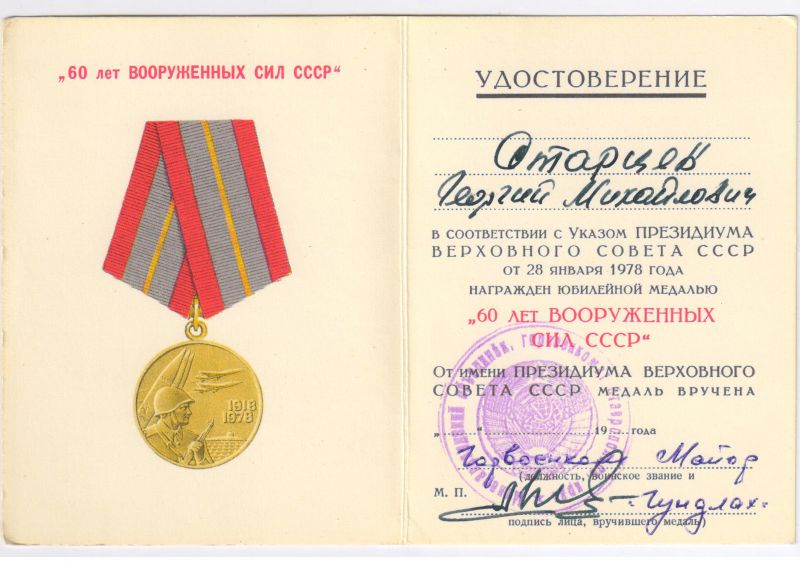 „60 лет ВООРУЖЕННЫХ СИЛ СССР“
1918
1978
УДОСТОВЕРЕНИЕ
Старцев
Георгий Михайлович
В СООТВЕТСТВИИ С УКАЗОМ ПРЕЗИДИУМА
ВЕРХОВНОГО СОВЕТА СССР
ОТ 28 ЯНВАРЯ 1978 ГОДА
НАГРАЖДЕН ЮБИЛЕЙНОЙ МЕДАЛЬЮ
„60 ЛЕТ ВООРУЖЕННЫХ
СИЛ СССР“
ОТ ИМЕНИ ПРЕЗИДИУМА ВЕРХОВНОГО
СОВЕТА СССР МЕДАЛЬ ВРУЧЕНА
„ “ 19 года
Горвоенком Майор
(должность, воинское звание и
М. П. Гундлах
подпись лица, вручившего медаль)